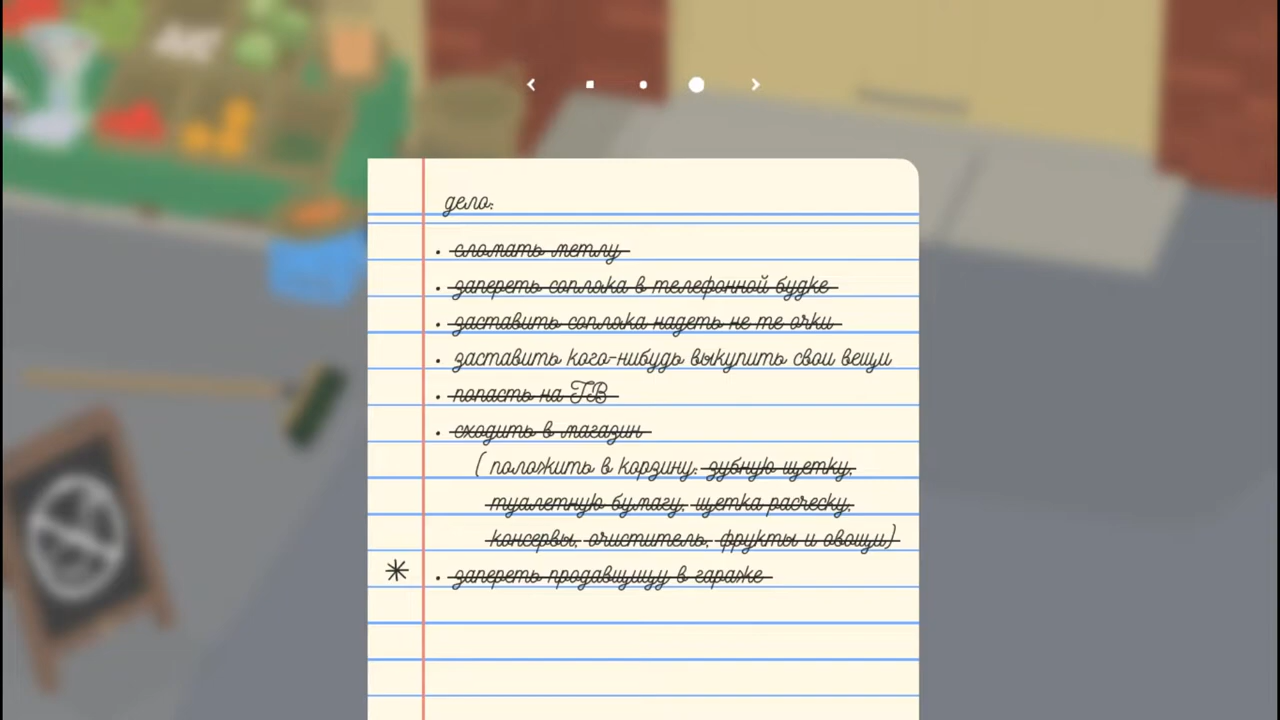 дело:
• сломать метлу
• запереть сопляка в телефонной будке
• заставить сопляка надеть не те очки
• заставить кого-нибудь выкупить свои вещи
• попасть на ТВ
• сходить в магазин
( положить в корзину: зубную щетку,
туалетную бумагу, щетка расческу,
консервы, очиститель, фрукты и овощи)
• запереть продавщицу в гараже